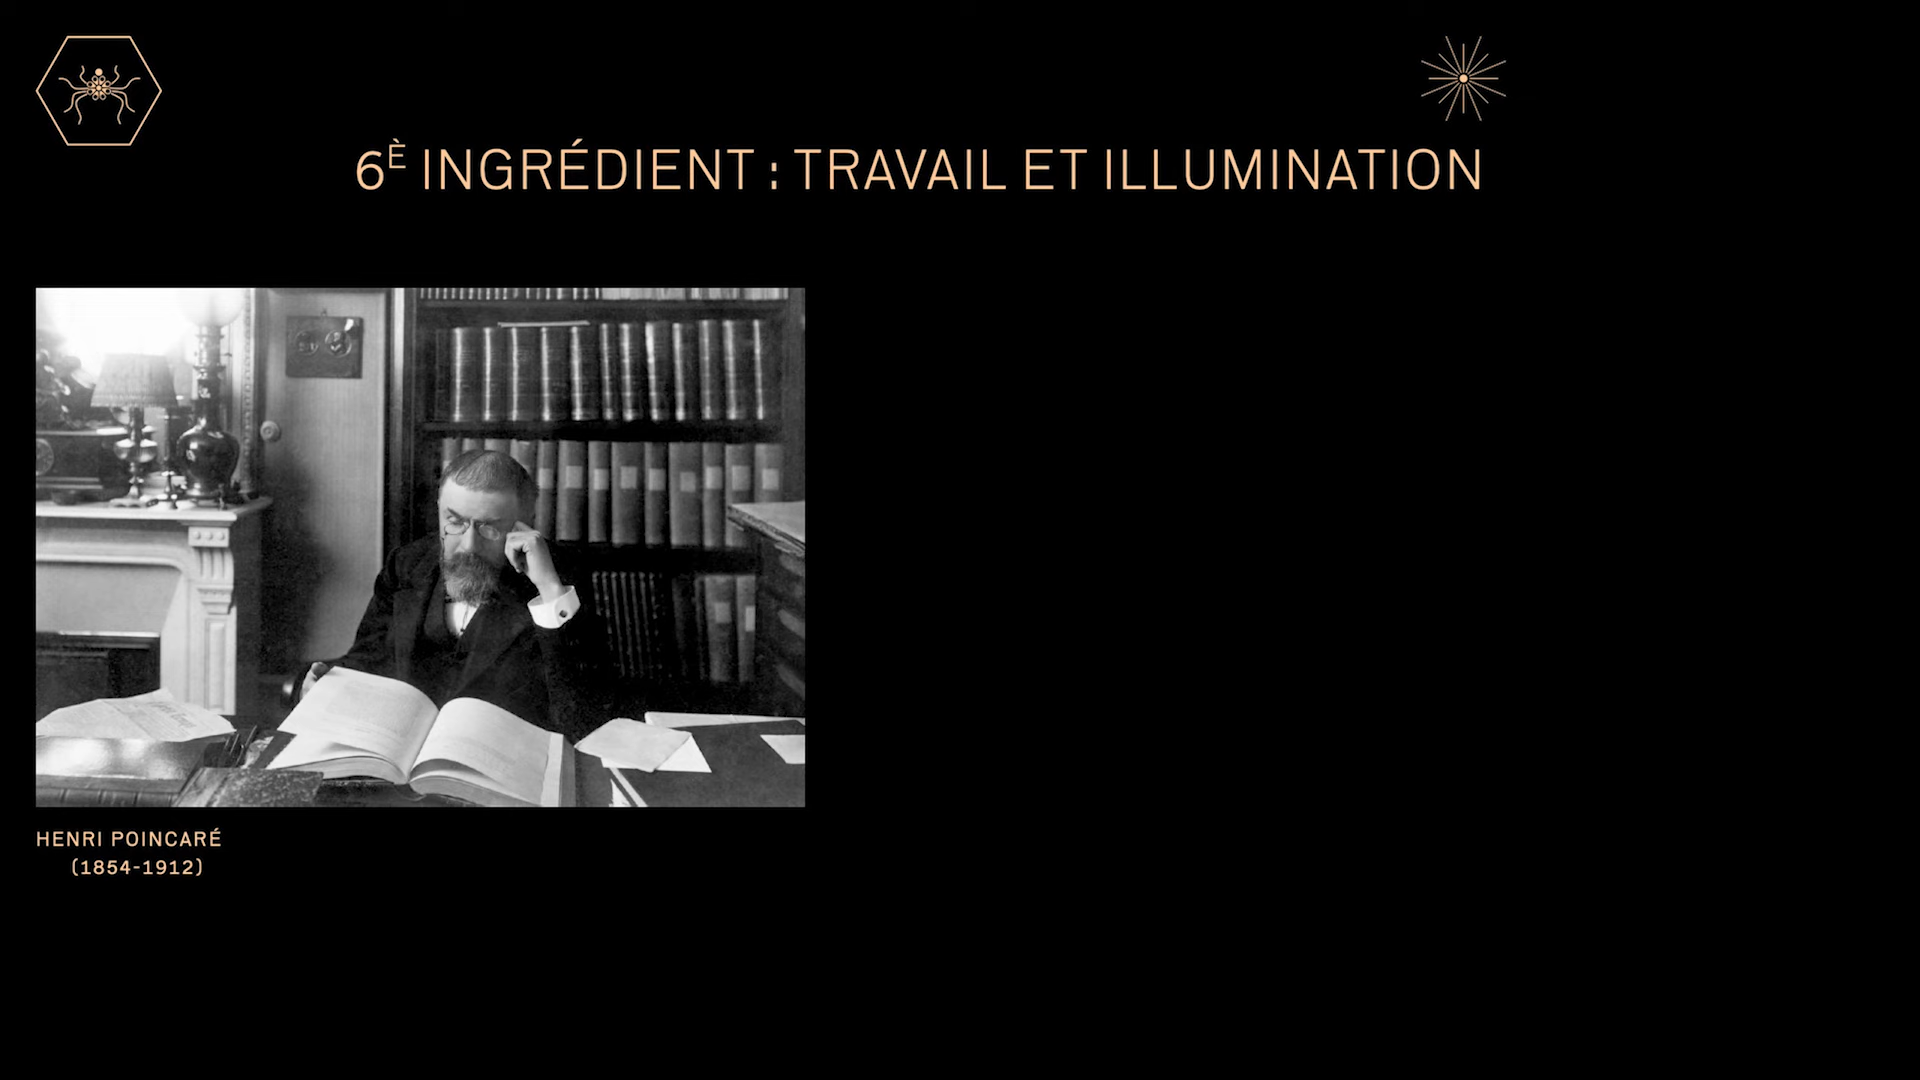 6È INGRÉDIENT : TRAVAIL ET ILLUMINATION
HENRI POINCARÉ
(1854-1912)